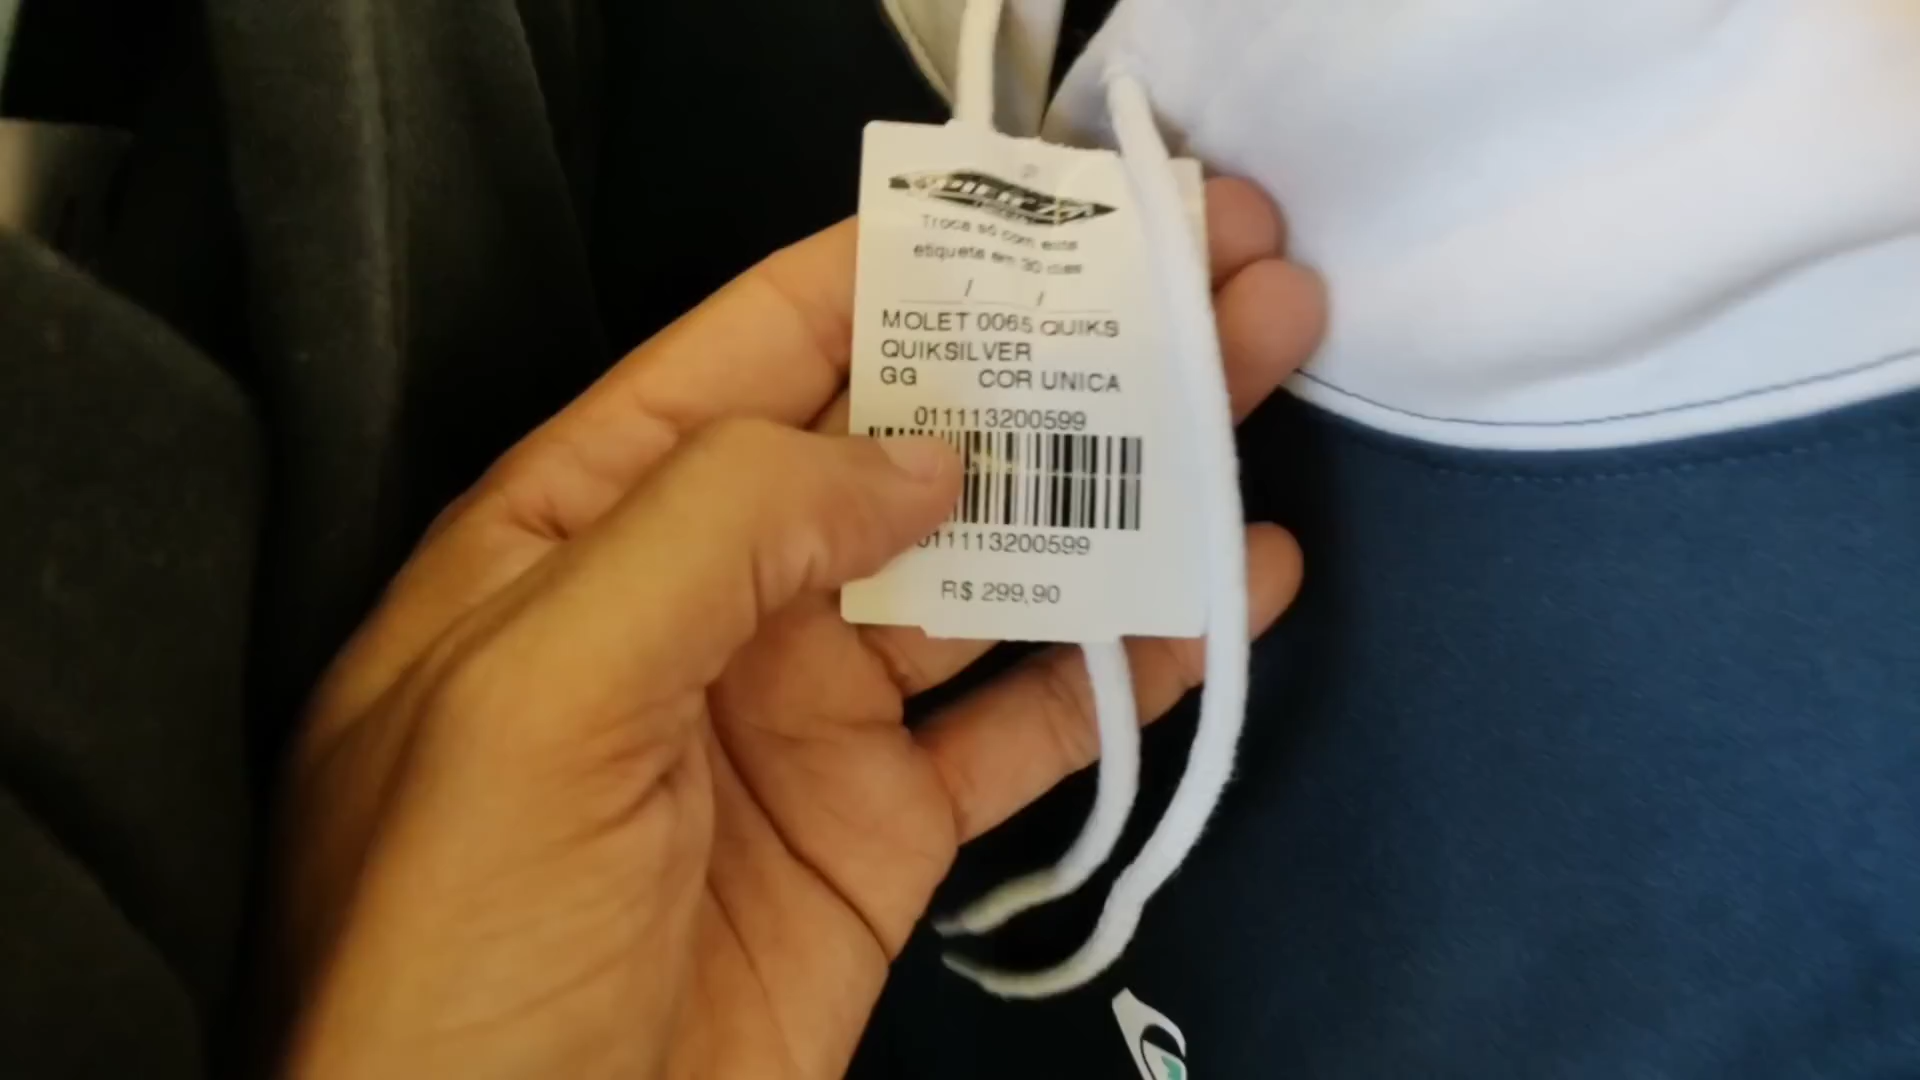 Troca só com esta
etiqueta em 30 dias
/ /
MOLET 0065 QUIKS
QUIKSILVER
GG COR UNICA
011113200599
011113200599
R$ 299,90